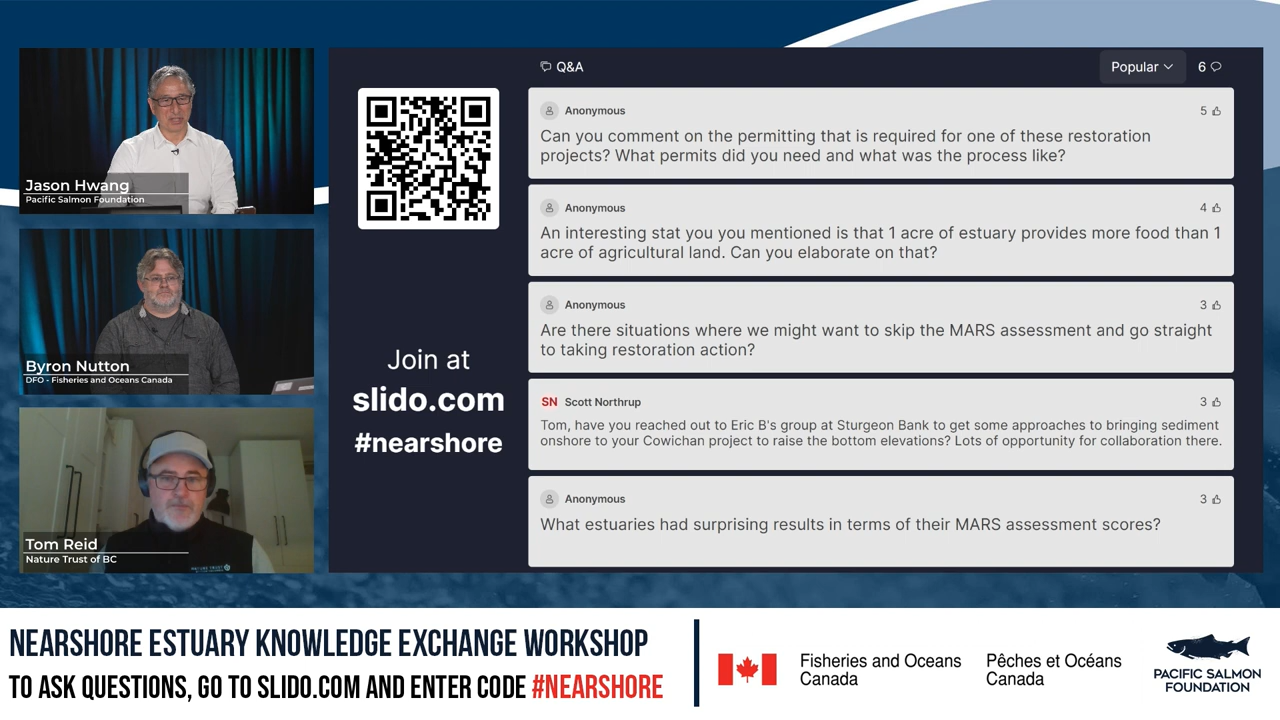 Jason Hwang
Pacific Salmon Foundation
Byron Nutton
DFO - Fisheries and Oceans Canada
Tom Reid
Nature Trust of BC
Join at
slido.com
#nearshore
Q&A
Popular
6
Anonymous
5
Can you comment on the permitting that is required for one of these restoration
projects? What permits did you need and what was the process like?
Anonymous
4
An interesting stat you you mentioned is that 1 acre of estuary provides more food than 1
acre of agricultural land. Can you elaborate on that?
Anonymous
3
Are there situations where we might want to skip the MARS assessment and go straight
to taking restoration action?
SN Scott Northrup
3
Tom, have you reached out to Eric B's group at Sturgeon Bank to get some approaches to bringing sediment
onshore to your Cowichan project to raise the bottom elevations? Lots of opportunity for collaboration there.
Anonymous
3
What estuaries had surprising results in terms of their MARS assessment scores?
NEARSHORE ESTUARY KNOWLEDGE EXCHANGE WORKSHOP
TO ASK QUESTIONS, GO TO SLIDO.COM AND ENTER CODE #NEARSHORE
Fisheries and Oceans
Canada
Pêches et Océans
Canada
PACIFIC SALMON
FOUNDATION